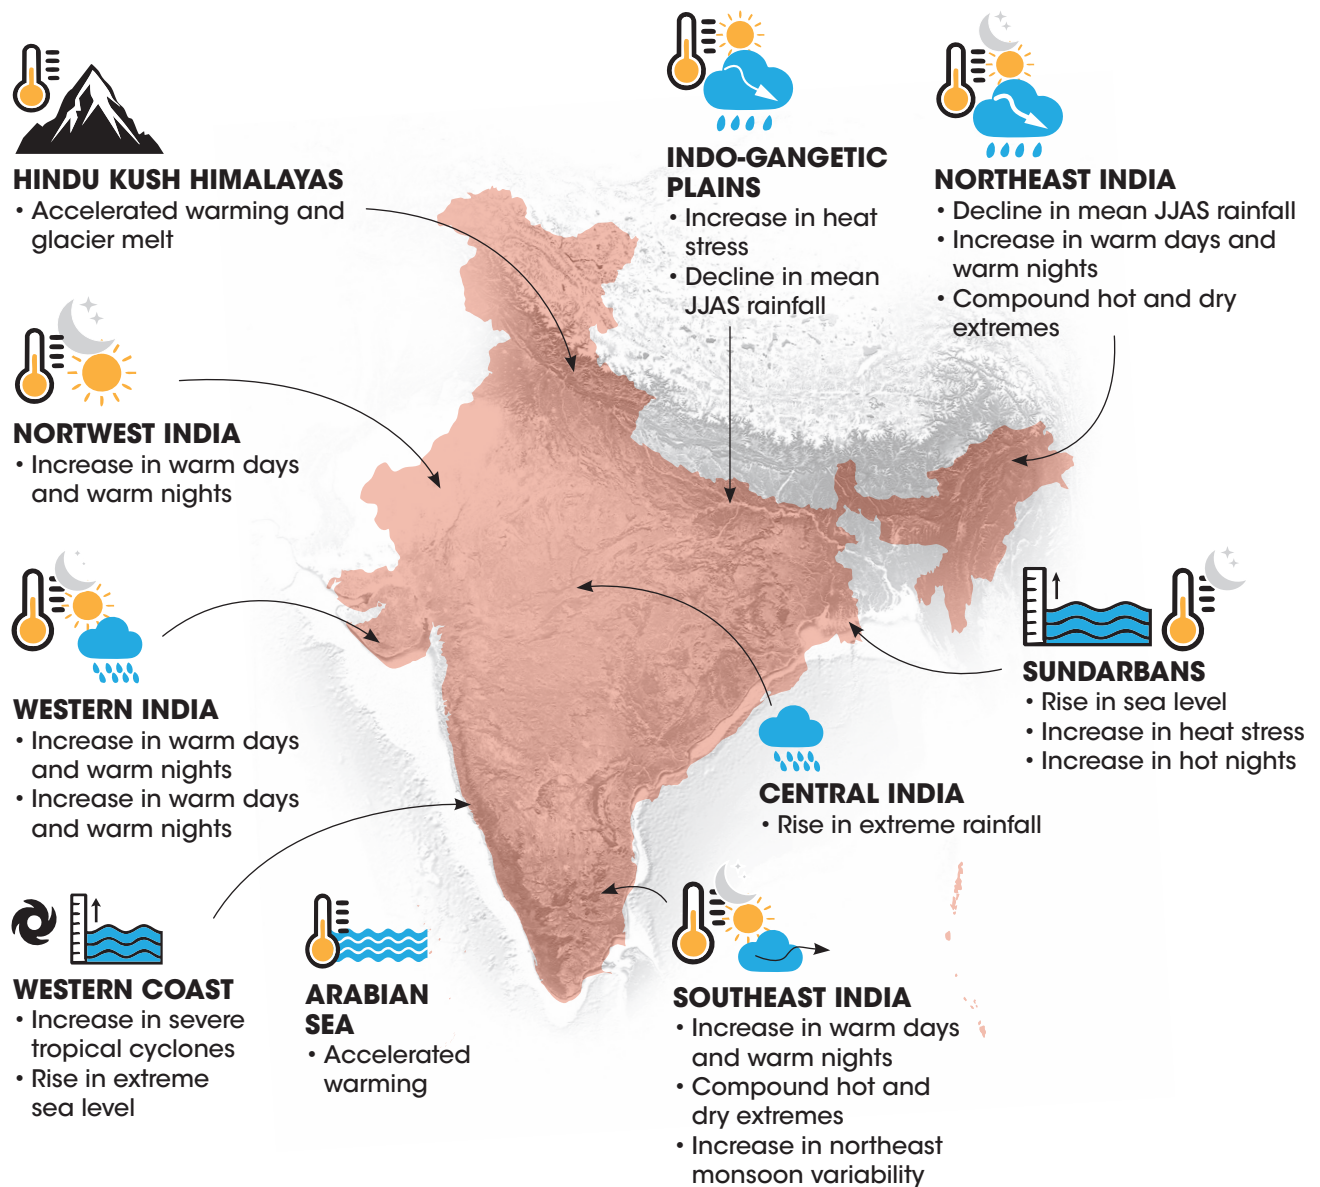 HINDU KUSH HIMALAYAS
• Accelerated warming and
glacier melt
INDO-GANGETIC
PLAINS
• Increase in heat
stress
• Decline in mean
JJAS rainfall
NORTHEAST INDIA
• Decline in mean JJAS rainfall
• Increase in warm days and
warm nights
• Compound hot and dry
extremes
NORTWEST INDIA
• Increase in warm days
and warm nights
WESTERN INDIA
• Increase in warm days
and warm nights
• Increase in warm days
and warm nights
SUNDARBANS
• Rise in sea level
• Increase in heat stress
• Increase in hot nights
CENTRAL INDIA
• Rise in extreme rainfall
WESTERN COAST
• Increase in severe
tropical cyclones
• Rise in extreme
sea level
ARABIAN
SEA
• Accelerated
warming
SOUTHEAST INDIA
• Increase in warm days
and warm nights
• Compound hot and
dry extremes
• Increase in northeast
monsoon variability